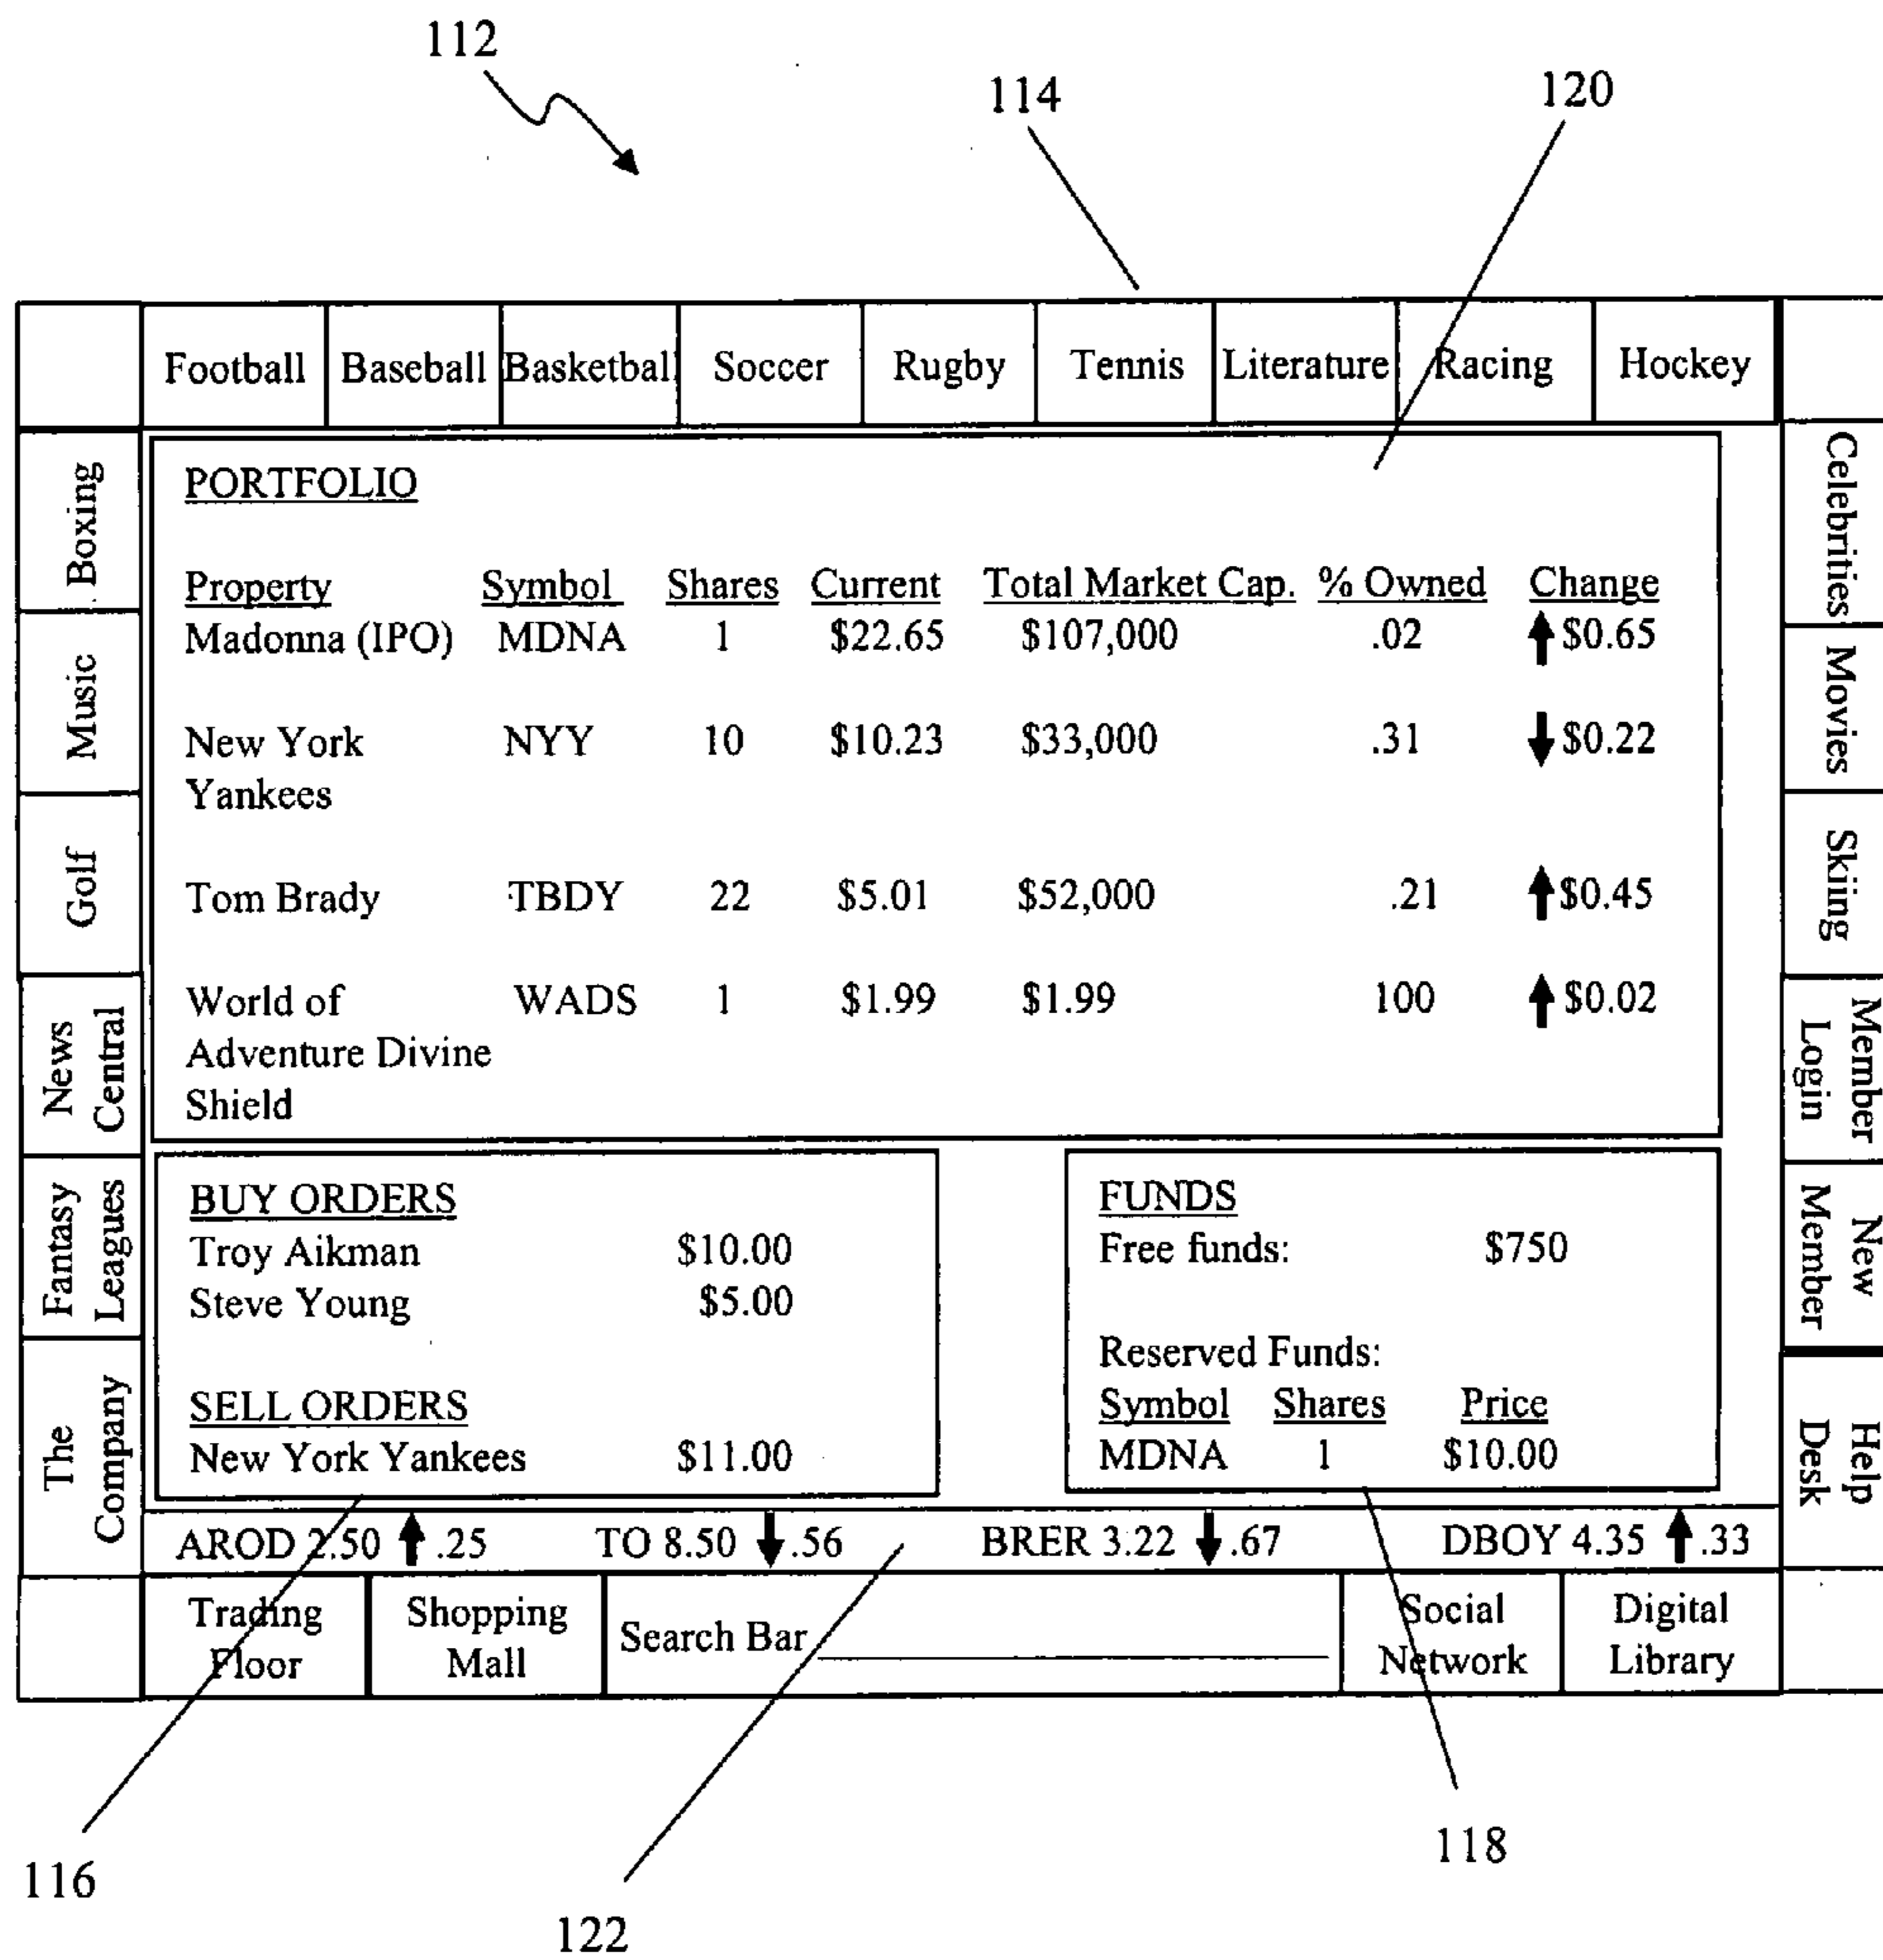 112
114
120
Football Baseball Basketball Soccer Rugby Tennis Literature Racing Hockey
Boxing
Music
Golf
News
Central
Fantasy
Leagues
The
Company
PORTFOLIO
Property Symbol Shares Current Total Market Cap. % Owned Change
Madonna (IPO) MDNA 1 $22.65 $107,000 .02 ↑ $0.65
New York NYY 10 $10.23 $33,000 .31 ↓ $0.22
Yankees
Tom Brady TBDY 22 $5.01 $52,000 .21 ↑ $0.45
World of WADS 1 $1.99 $1.99 100 ↑ $0.02
Adventure Divine
Shield
BUY ORDERS
Troy Aikman $10.00
Steve Young $5.00
SELL ORDERS
New York Yankees $11.00
FUNDS
Free funds: $750
Reserved Funds:
Symbol Shares Price
MDNA 1 $10.00
Celebrities
Movies
Skiing
Member
Login
New
Member
Help
Desk
AROD 2.50 ↑ .25 TO 8.50 ↓ .56 BRER 3.22 ↓ .67 DBOY 4.35 ↑ .33
Trading
Floor
Shopping
Mall
Search Bar
Social
Network
Digital
Library
116
122
118